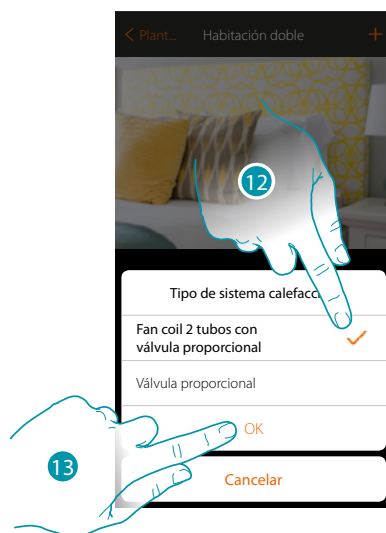 < Plant... Habitación doble +
12
Tipo de sistema calefacc
Fan coil 2 tubos con
válvula proporcional
Válvula proporcional
OK
13
Cancelar